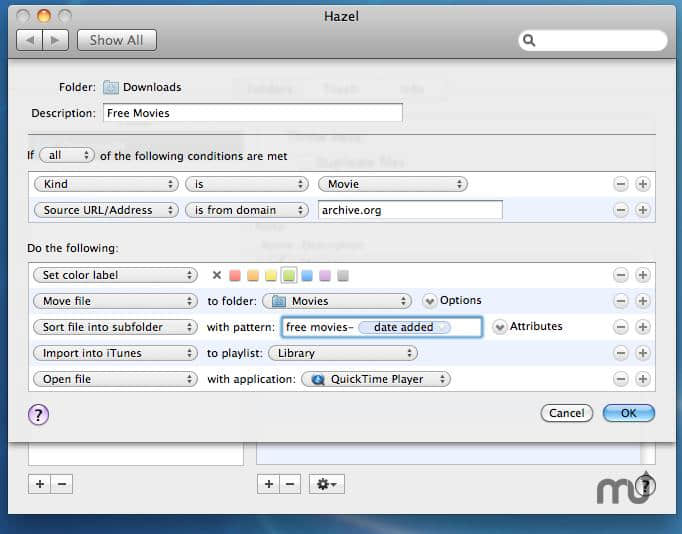 Hazel
Show All
Folder: Downloads
Description: Free Movies
If all of the following conditions are met
Kind is Movie
Source URL/Address is from domain archive.org
Do the following:
Set color label
Move file to folder: Movies Options
Sort file into subfolder with pattern: free movies- date added Attributes
Import into iTunes to playlist: Library
Open file with application: QuickTime Player
? Cancel OK
?